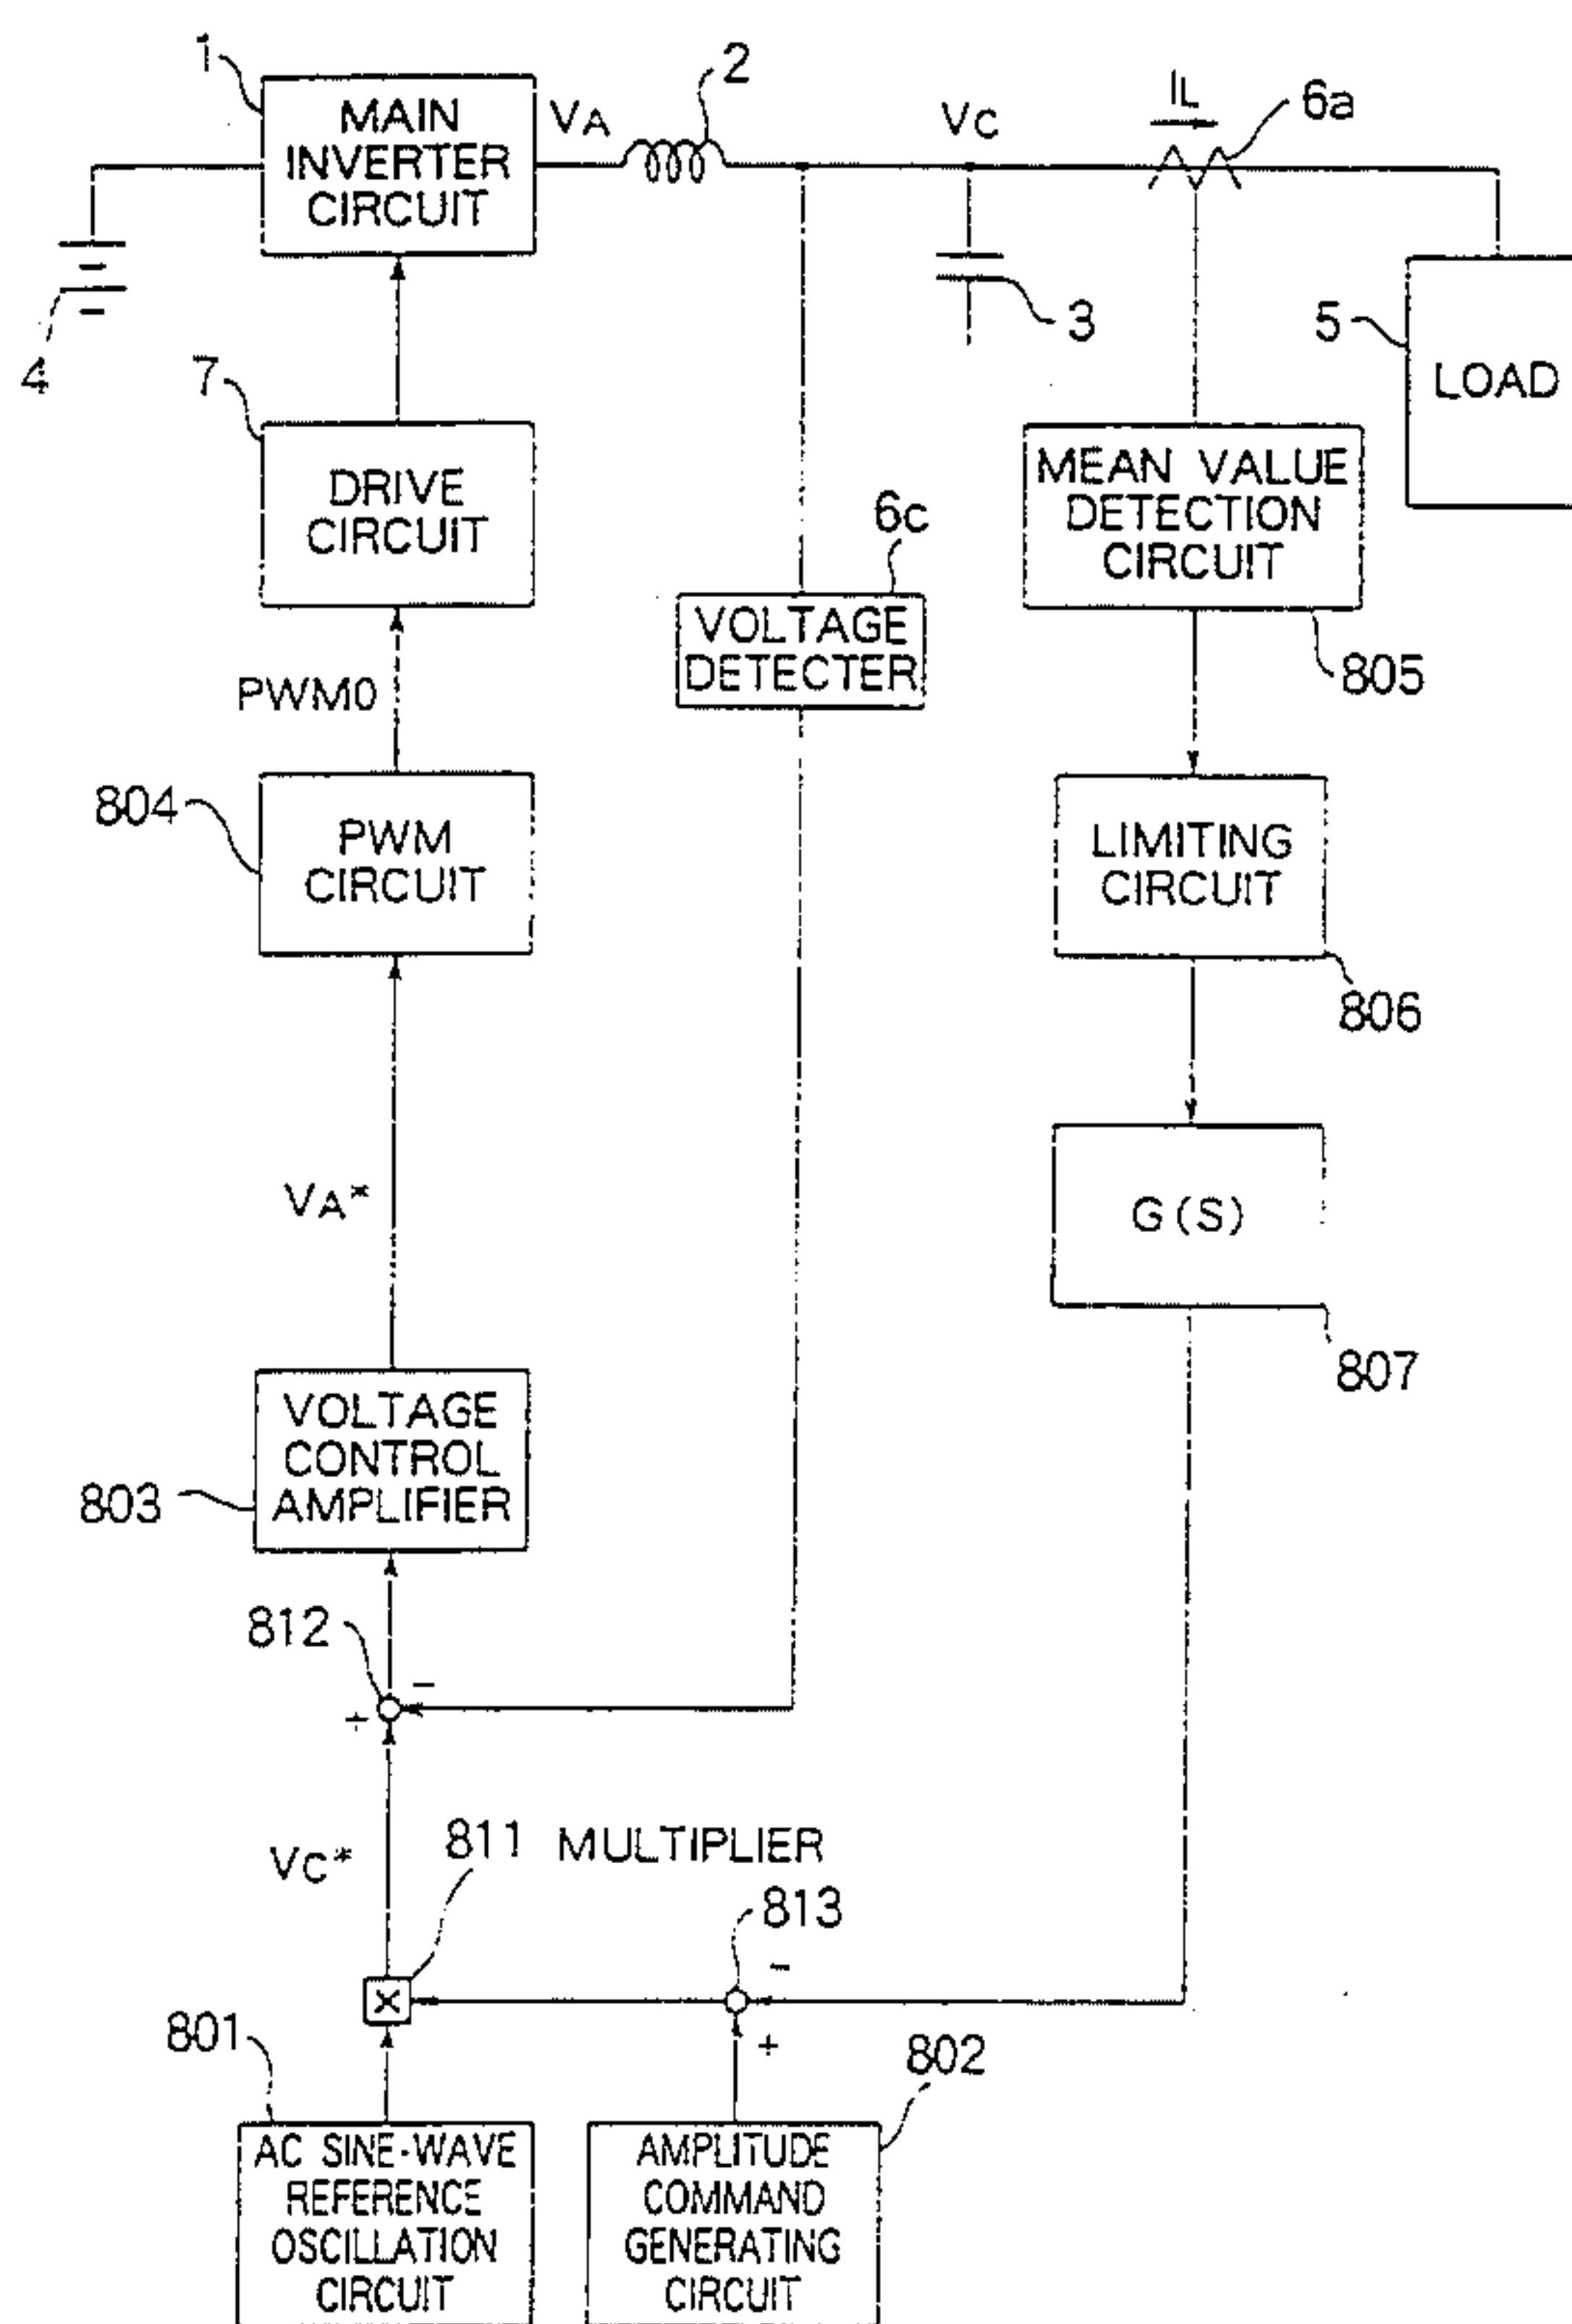 1
MAIN
INVERTER
CIRCUIT
VA
2
VC
IL
6a
4
3
5
LOAD
7
DRIVE
CIRCUIT
MEAN VALUE
DETECTION
CIRCUIT
805
6c
VOLTAGE
DETECTER
PWM0
804
PWM
CIRCUIT
LIMITING
CIRCUIT
806
VA*
G(S)
807
VOLTAGE
CONTROL
AMPLIFIER
803
812
-
+
VC*
811 MULTIPLIER
813
-
×
+
801
802
AC SINE-WAVE
REFERENCE
OSCILLATION
CIRCUIT
AMPLITUDE
COMMAND
GENERATING
CIRCUIT